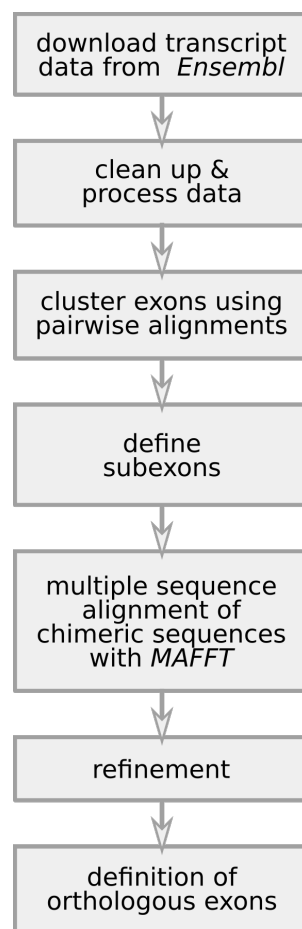 download transcript
data from Ensembl
clean up &
process data
cluster exons using
pairwise alignments
define
subexons
multiple sequence
alignment of
chimeric sequences
with MAFFT
refinement
definition of
orthologous exons